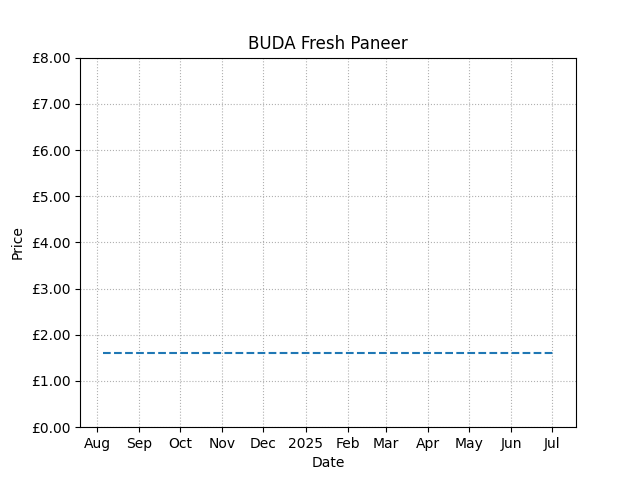 BUDA Fresh Paneer
£8.00
£7.00
£6.00
£5.00
£4.00
£3.00
£2.00
£1.00
£0.00
Price
Aug Sep Oct Nov Dec 2025 Feb Mar Apr May Jun Jul
Date